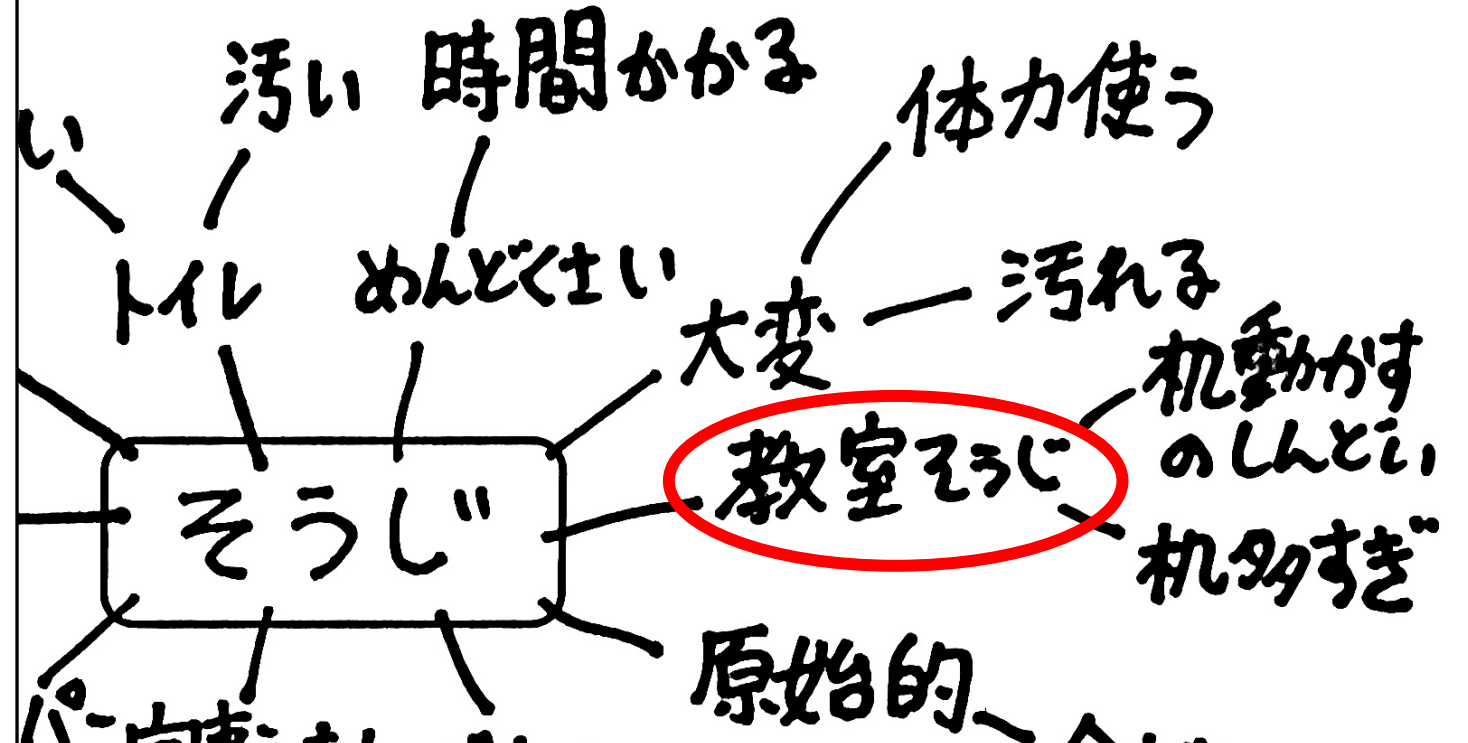 汚い
時間かかる
体力使う
い
トイレ
めんどくさい
大変
汚れる
机動かす
のしんどい
教室そうじ
そうじ
机多すぎ
原始的